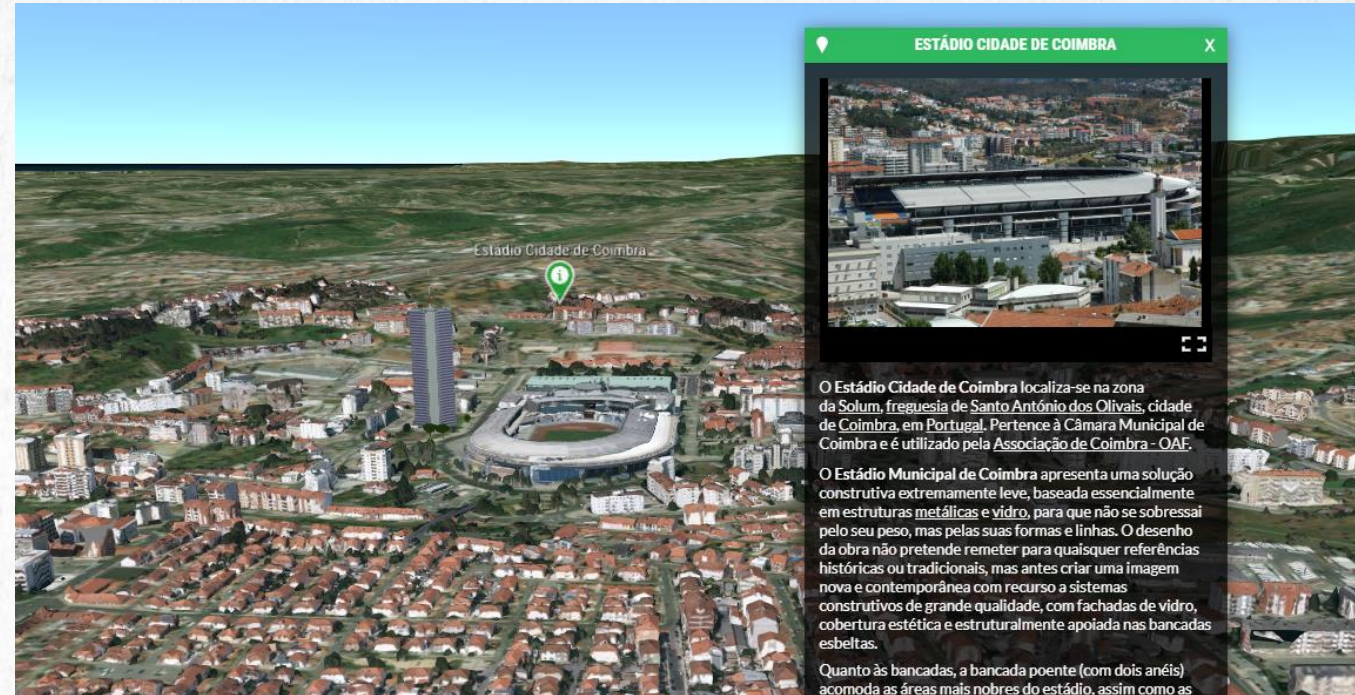 ESTÁDIO CIDADE DE COIMBRA X
Estádio Cidade de Coimbra
O Estádio Cidade de Coimbra localiza-se na zona
da Solum, freguesia de Santo António dos Olivais, cidade
de Coimbra, em Portugal. Pertence à Câmara Municipal de
Coimbra e é utilizado pela Associação de Coimbra - OAF.
O Estádio Municipal de Coimbra apresenta uma solução
construtiva extremamente leve, baseada essencialmente
em estruturas metálicas e vidro, para que não se sobressai
pelo seu peso, mas pelas suas formas e linhas. O desenho
da obra não pretende remeter para quaisquer referências
históricas ou tradicionais, mas antes criar uma imagem
nova e contemporânea com recurso a sistemas
construtivos de grande qualidade, com fachadas de vidro,
cobertura estética e estruturalmente apoiada nas bancadas
esbeltas.
Quanto às bancadas, a bancada poente (com dois anéis)
acomoda as áreas mais nobres do estádio, assim como as